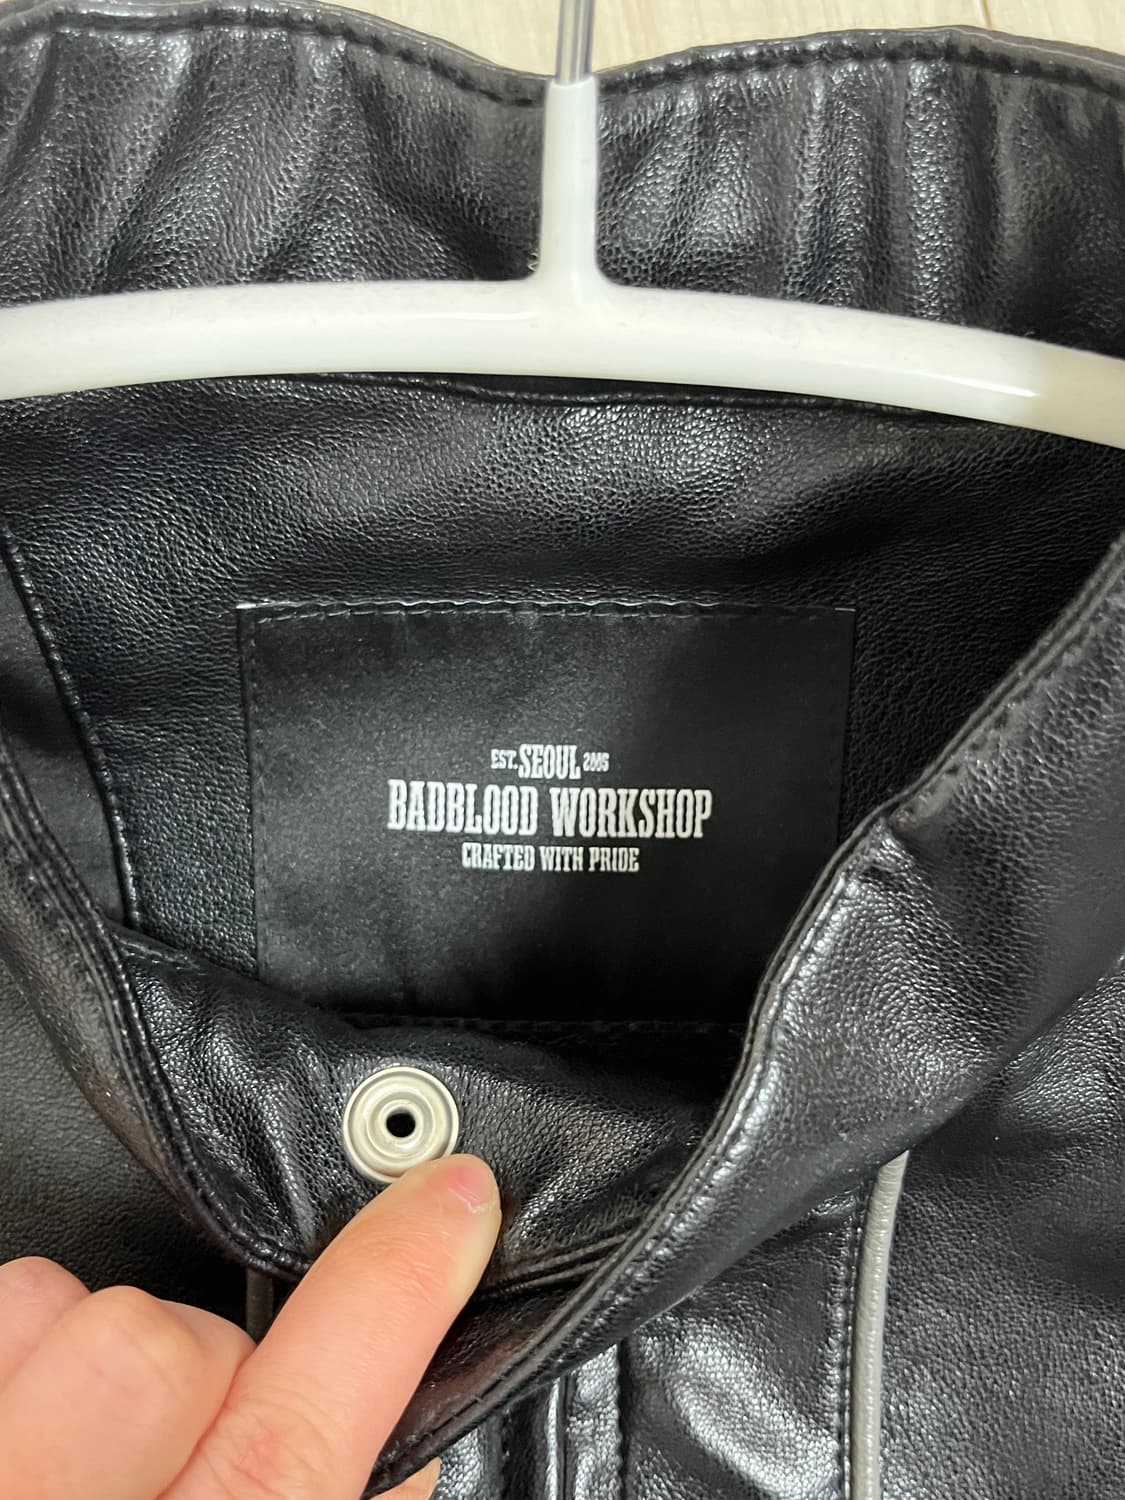 EST. SEOUL 2005
BADBLOOD WORKSHOP
CRAFTED WITH PRIDE